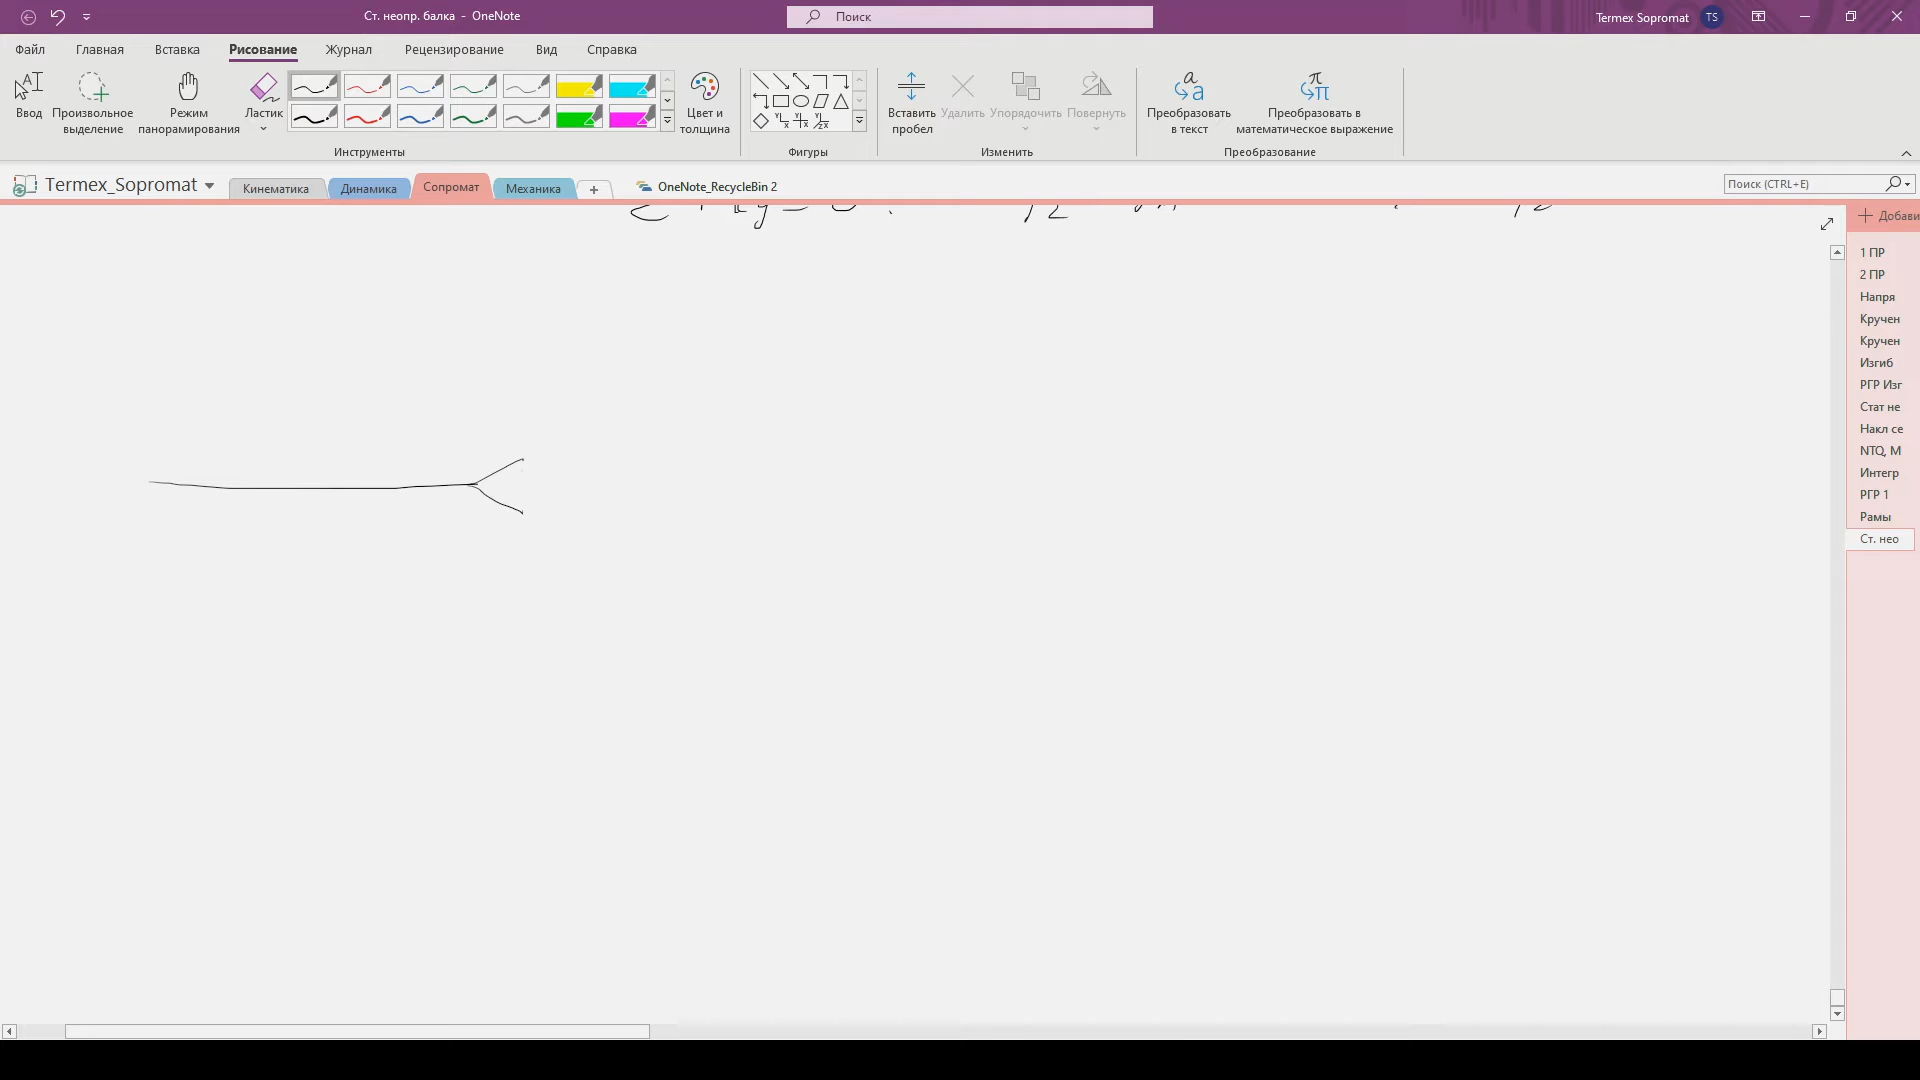 Ст. неопр. балка - OneNote
Поиск
Termex Sopromat TS
Файл Главная Вставка Рисование Журнал Рецензирование Вид Справка
Ввод
Произвольное выделение
Режим панорамирования
Ластик
Цвет и толщина
Вставить пробел
Удалить
Упорядочить
Повернуть
Преобразовать в текст
Преобразовать в математическое выражение
Инструменты Фигуры Изменить Преобразование
Termex_Sopromat Кинематика Динамика Сопромат Механика + OneNote_RecycleBin 2 Поиск (CTRL+E)
Добави
1 ПР
2 ПР
Напря
Кручен
Кручен
Изгиб
РГР Изг
Стат не
Накл се
NTQ, М
Интегр
РГР 1
Рамы
Ст. нео